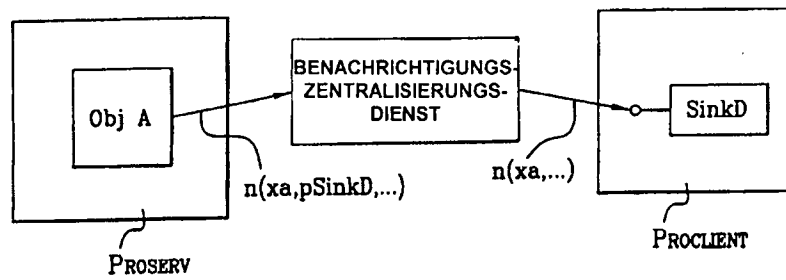 BENACHRICHTIGUNGS-
ZENTRALISIERUNGS-
DIENST
Obj A
SinkD
n(xa,pSinkD,...)
n(xa,...)
PROSERV
PROCLIENT